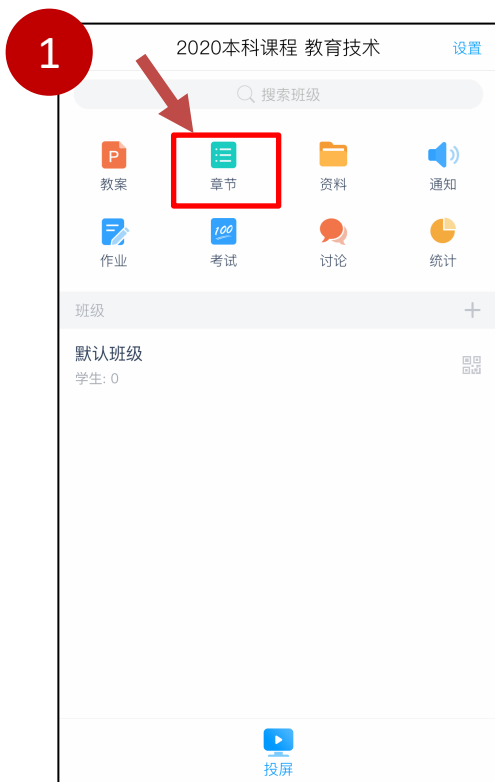 1
2020本科课程 教育技术 设置
搜索班级
P
教案 章节 资料 通知
100
作业 考试 讨论 统计
班级
默认班级
学生: 0
投屏